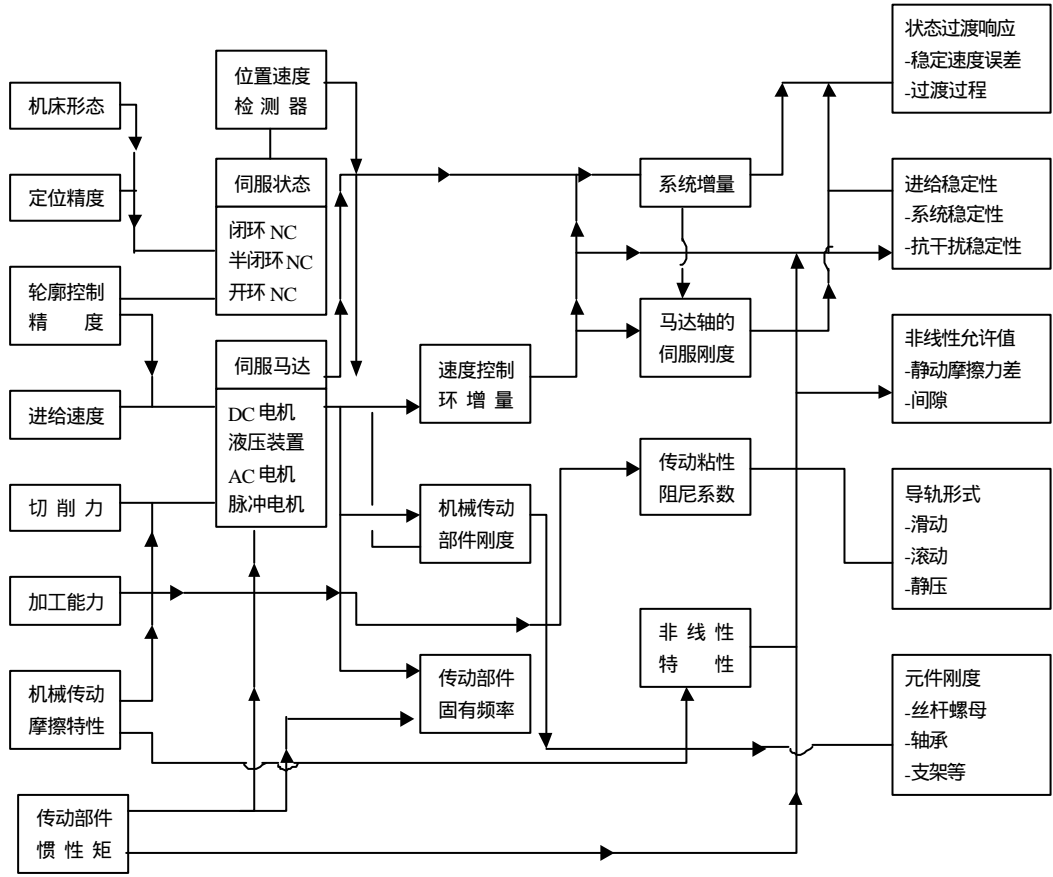 机床形态
定位精度
轮廓控制
精 度
进给速度
切 削 力
加工能力
机械传动
摩擦特性
传动部件
惯 性 矩
位置速度
检 测 器
伺服状态
闭环 NC
半闭环 NC
开环 NC
伺服马达
DC 电机
液压装置
AC 电机
脉冲电机
速度控制
环 增 量
机械传动
部件刚度
传动部件
固有频率
系统增量
马达轴的
伺服刚度
传动粘性
阻尼系数
非 线 性
特 性
状态过渡响应
-稳定速度误差
-过渡过程
进给稳定性
-系统稳定性
-抗干扰稳定性
非线性允许值
-静动摩擦力差
-间隙
导轨形式
-滑动
-滚动
-静压
元件刚度
-丝杆螺母
-轴承
-支架等